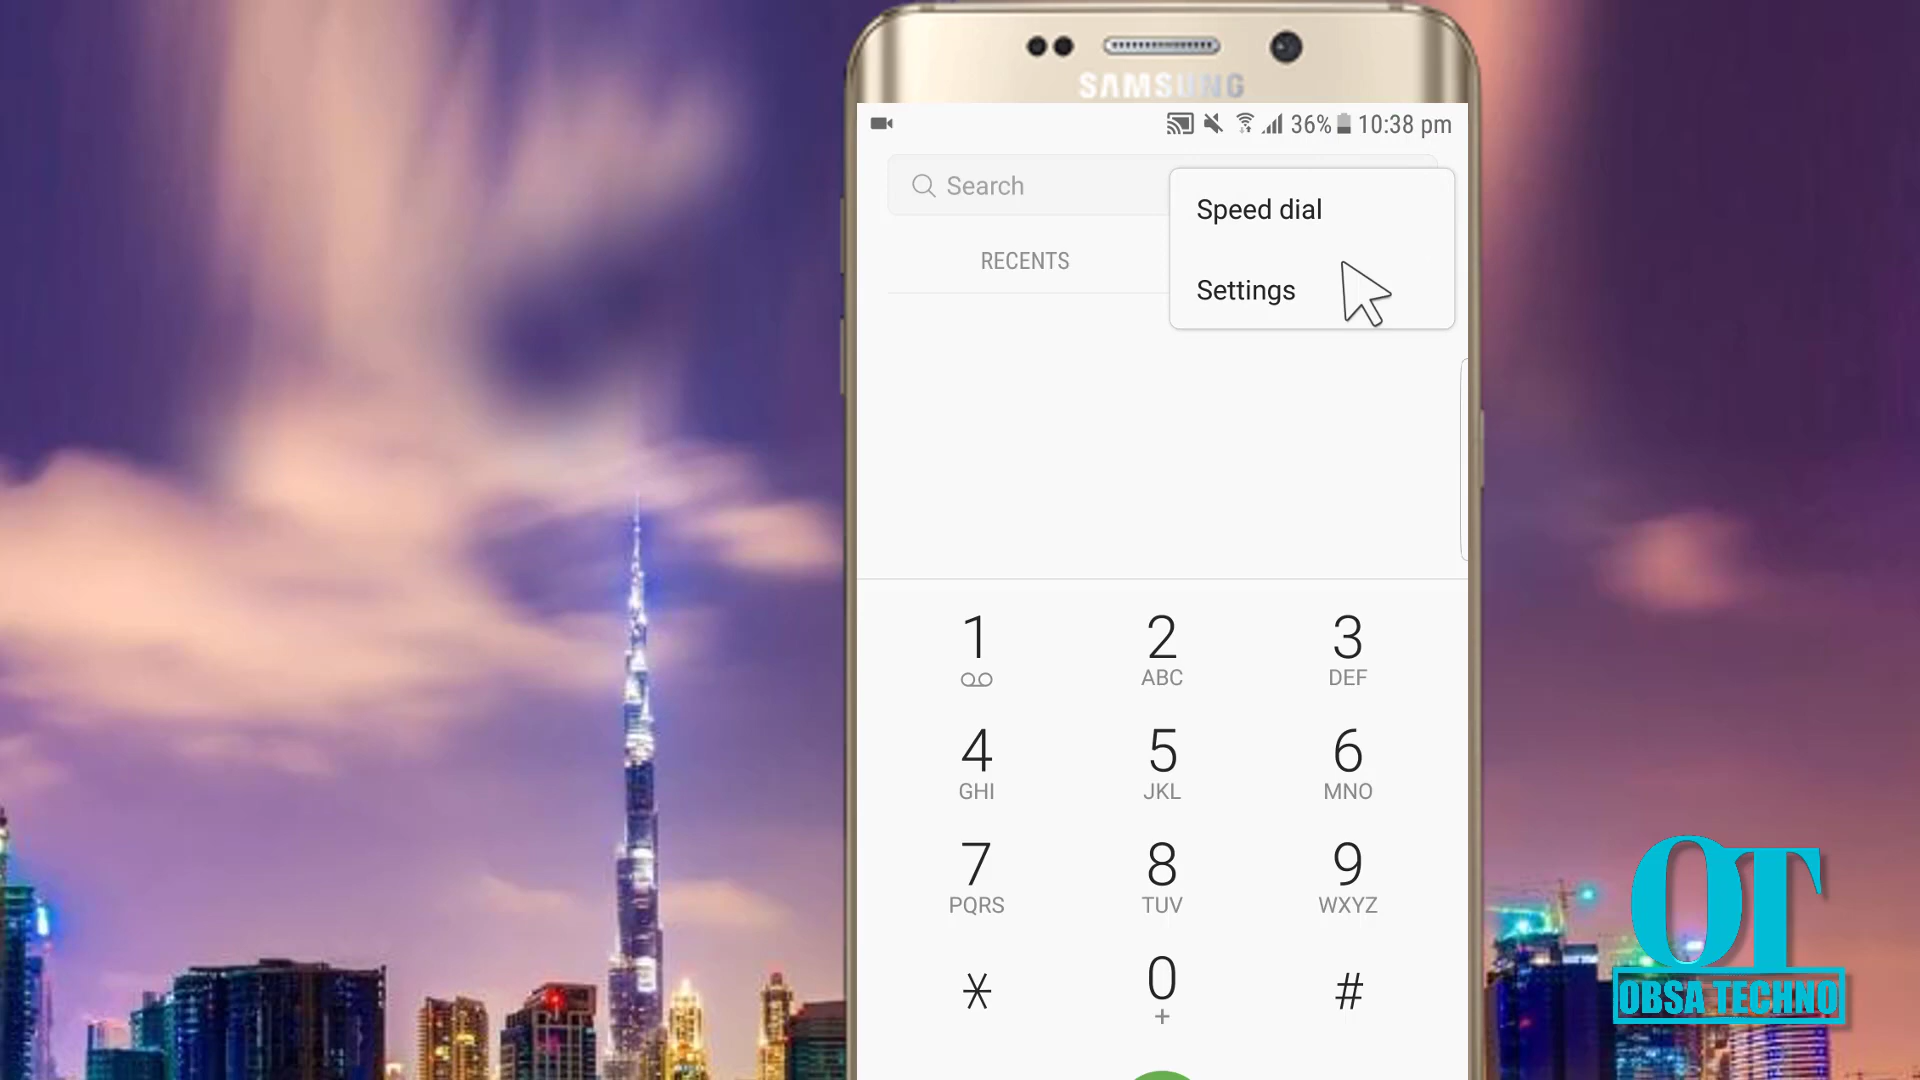 SAMSUNG
36% 10:38 pm
Search
Speed dial
RECENTS
Settings
1 2 3
ABC DEF
4 5 6
GHI JKL MNO
7 8 9
PQRS TUV WXYZ
* 0 #
+
OT
OBSA TECHNO